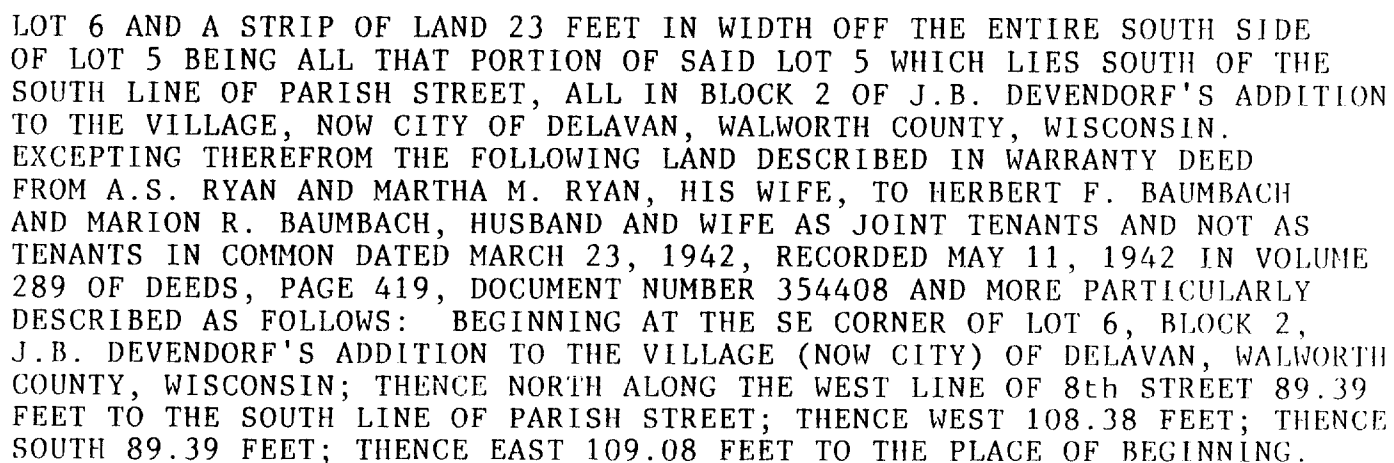 LOT 6 AND A STRIP OF LAND 23 FEET IN WIDTH OFF THE ENTIRE SOUTH SIDE
OF LOT 5 BEING ALL THAT PORTION OF SAID LOT 5 WHICH LIES SOUTH OF THE
SOUTH LINE OF PARISH STREET, ALL IN BLOCK 2 OF J.B. DEVENDORF'S ADDITION
TO THE VILLAGE, NOW CITY OF DELAVAN, WALWORTH COUNTY, WISCONSIN.
EXCEPTING THEREFROM THE FOLLOWING LAND DESCRIBED IN WARRANTY DEED
FROM A.S. RYAN AND MARTHA M. RYAN, HIS WIFE, TO HERBERT F. BAUMBACH
AND MARION R. BAUMBACH, HUSBAND AND WIFE AS JOINT TENANTS AND NOT AS
TENANTS IN COMMON DATED MARCH 23, 1942, RECORDED MAY 11, 1942 IN VOLUME
289 OF DEEDS, PAGE 419, DOCUMENT NUMBER 354408 AND MORE PARTICULARLY
DESCRIBED AS FOLLOWS: BEGINNING AT THE SE CORNER OF LOT 6, BLOCK 2,
J.B. DEVENDORF'S ADDITION TO THE VILLAGE (NOW CITY) OF DELAVAN, WALWORTH
COUNTY, WISCONSIN; THENCE NORTH ALONG THE WEST LINE OF 8th STREET 89.39
FEET TO THE SOUTH LINE OF PARISH STREET; THENCE WEST 108.38 FEET; THENCE
SOUTH 89.39 FEET; THENCE EAST 109.08 FEET TO THE PLACE OF BEGINNING.